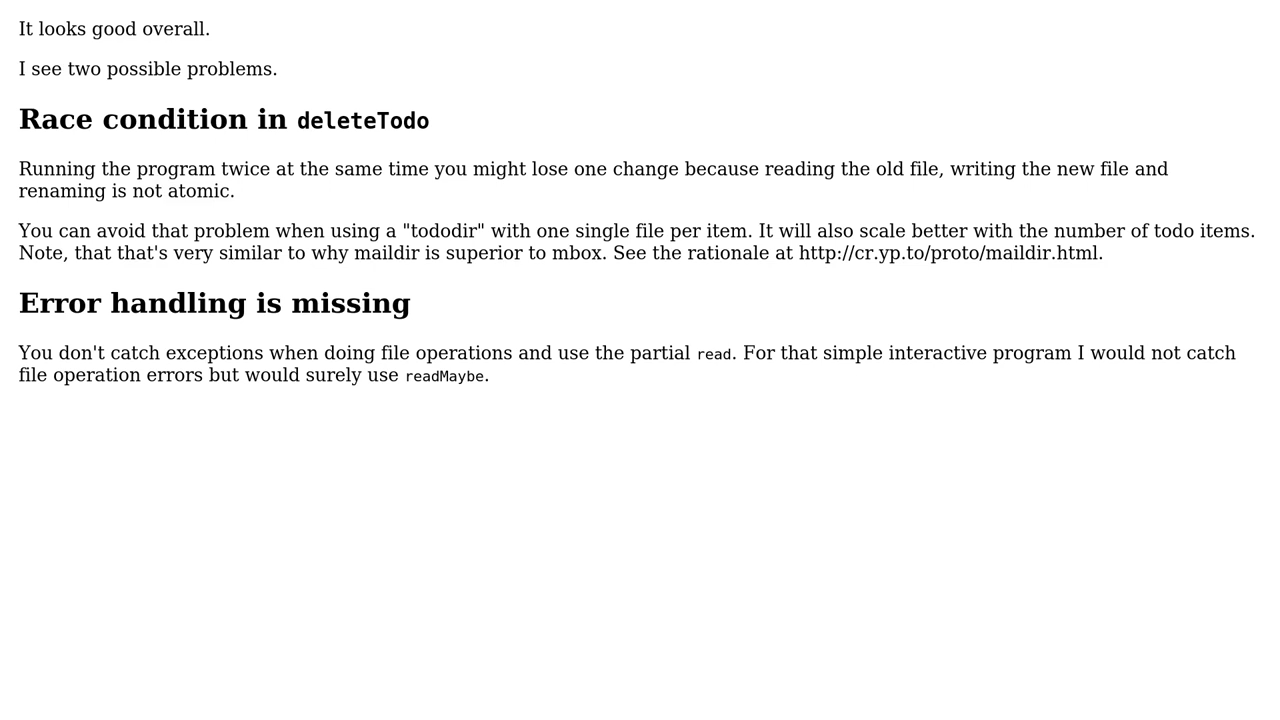 It looks good overall.
I see two possible problems.
Race condition in deleteTodo
Running the program twice at the same time you might lose one change because reading the old file, writing the new file and
renaming is not atomic.
You can avoid that problem when using a "tododir" with one single file per item. It will also scale better with the number of todo items.
Note, that that's very similar to why maildir is superior to mbox. See the rationale at http://cr.yp.to/proto/maildir.html.
Error handling is missing
You don't catch exceptions when doing file operations and use the partial read. For that simple interactive program I would not catch
file operation errors but would surely use readMaybe.